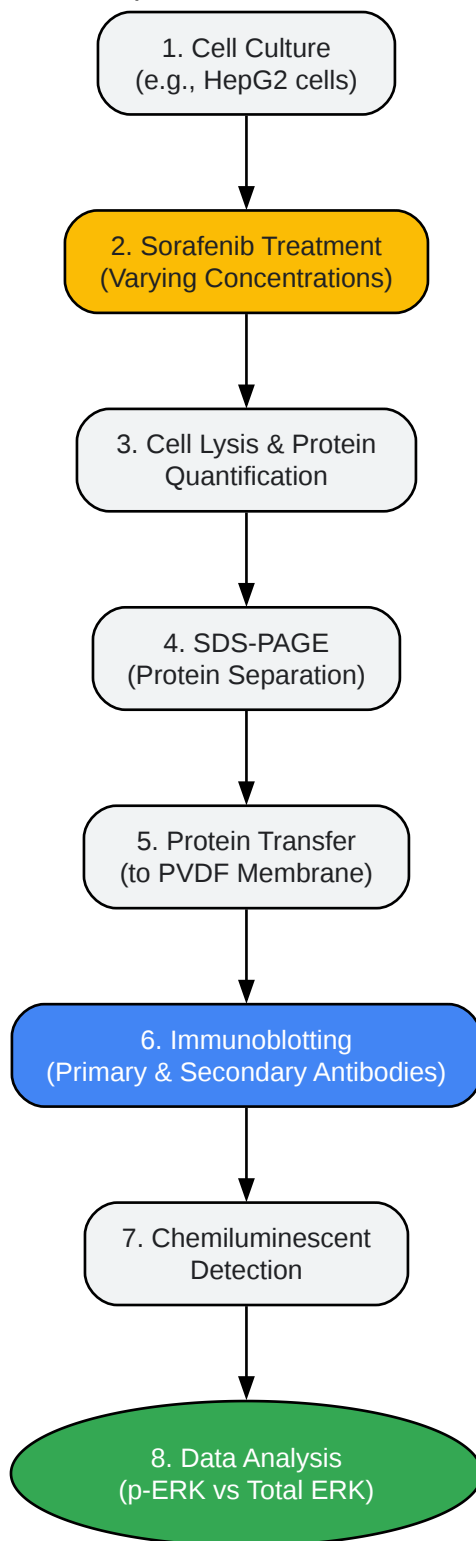 1. Cell Culture
(e.g., HepG2 cells)
2. Sorafenib Treatment
(Varying Concentrations)
3. Cell Lysis & Protein
Quantification
4. SDS-PAGE
(Protein Separation)
5. Protein Transfer
(to PVDF Membrane)
6. Immunoblotting
(Primary & Secondary Antibodies)
7. Chemiluminescent
Detection
8. Data Analysis
(p-ERK vs Total ERK)